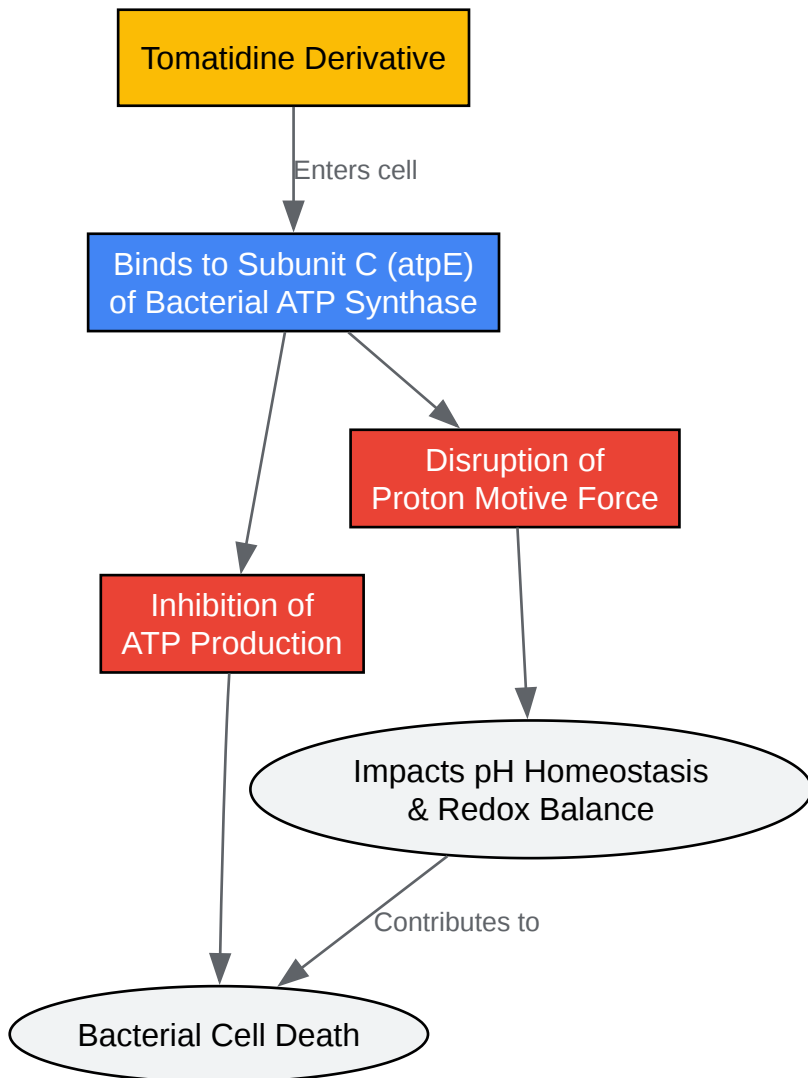 Tomatidine Derivative
Enters cell
Binds to Subunit C (atpE)
of Bacterial ATP Synthase
Disruption of
Proton Motive Force
Inhibition of
ATP Production
Impacts pH Homeostasis
& Redox Balance
Contributes to
Bacterial Cell Death